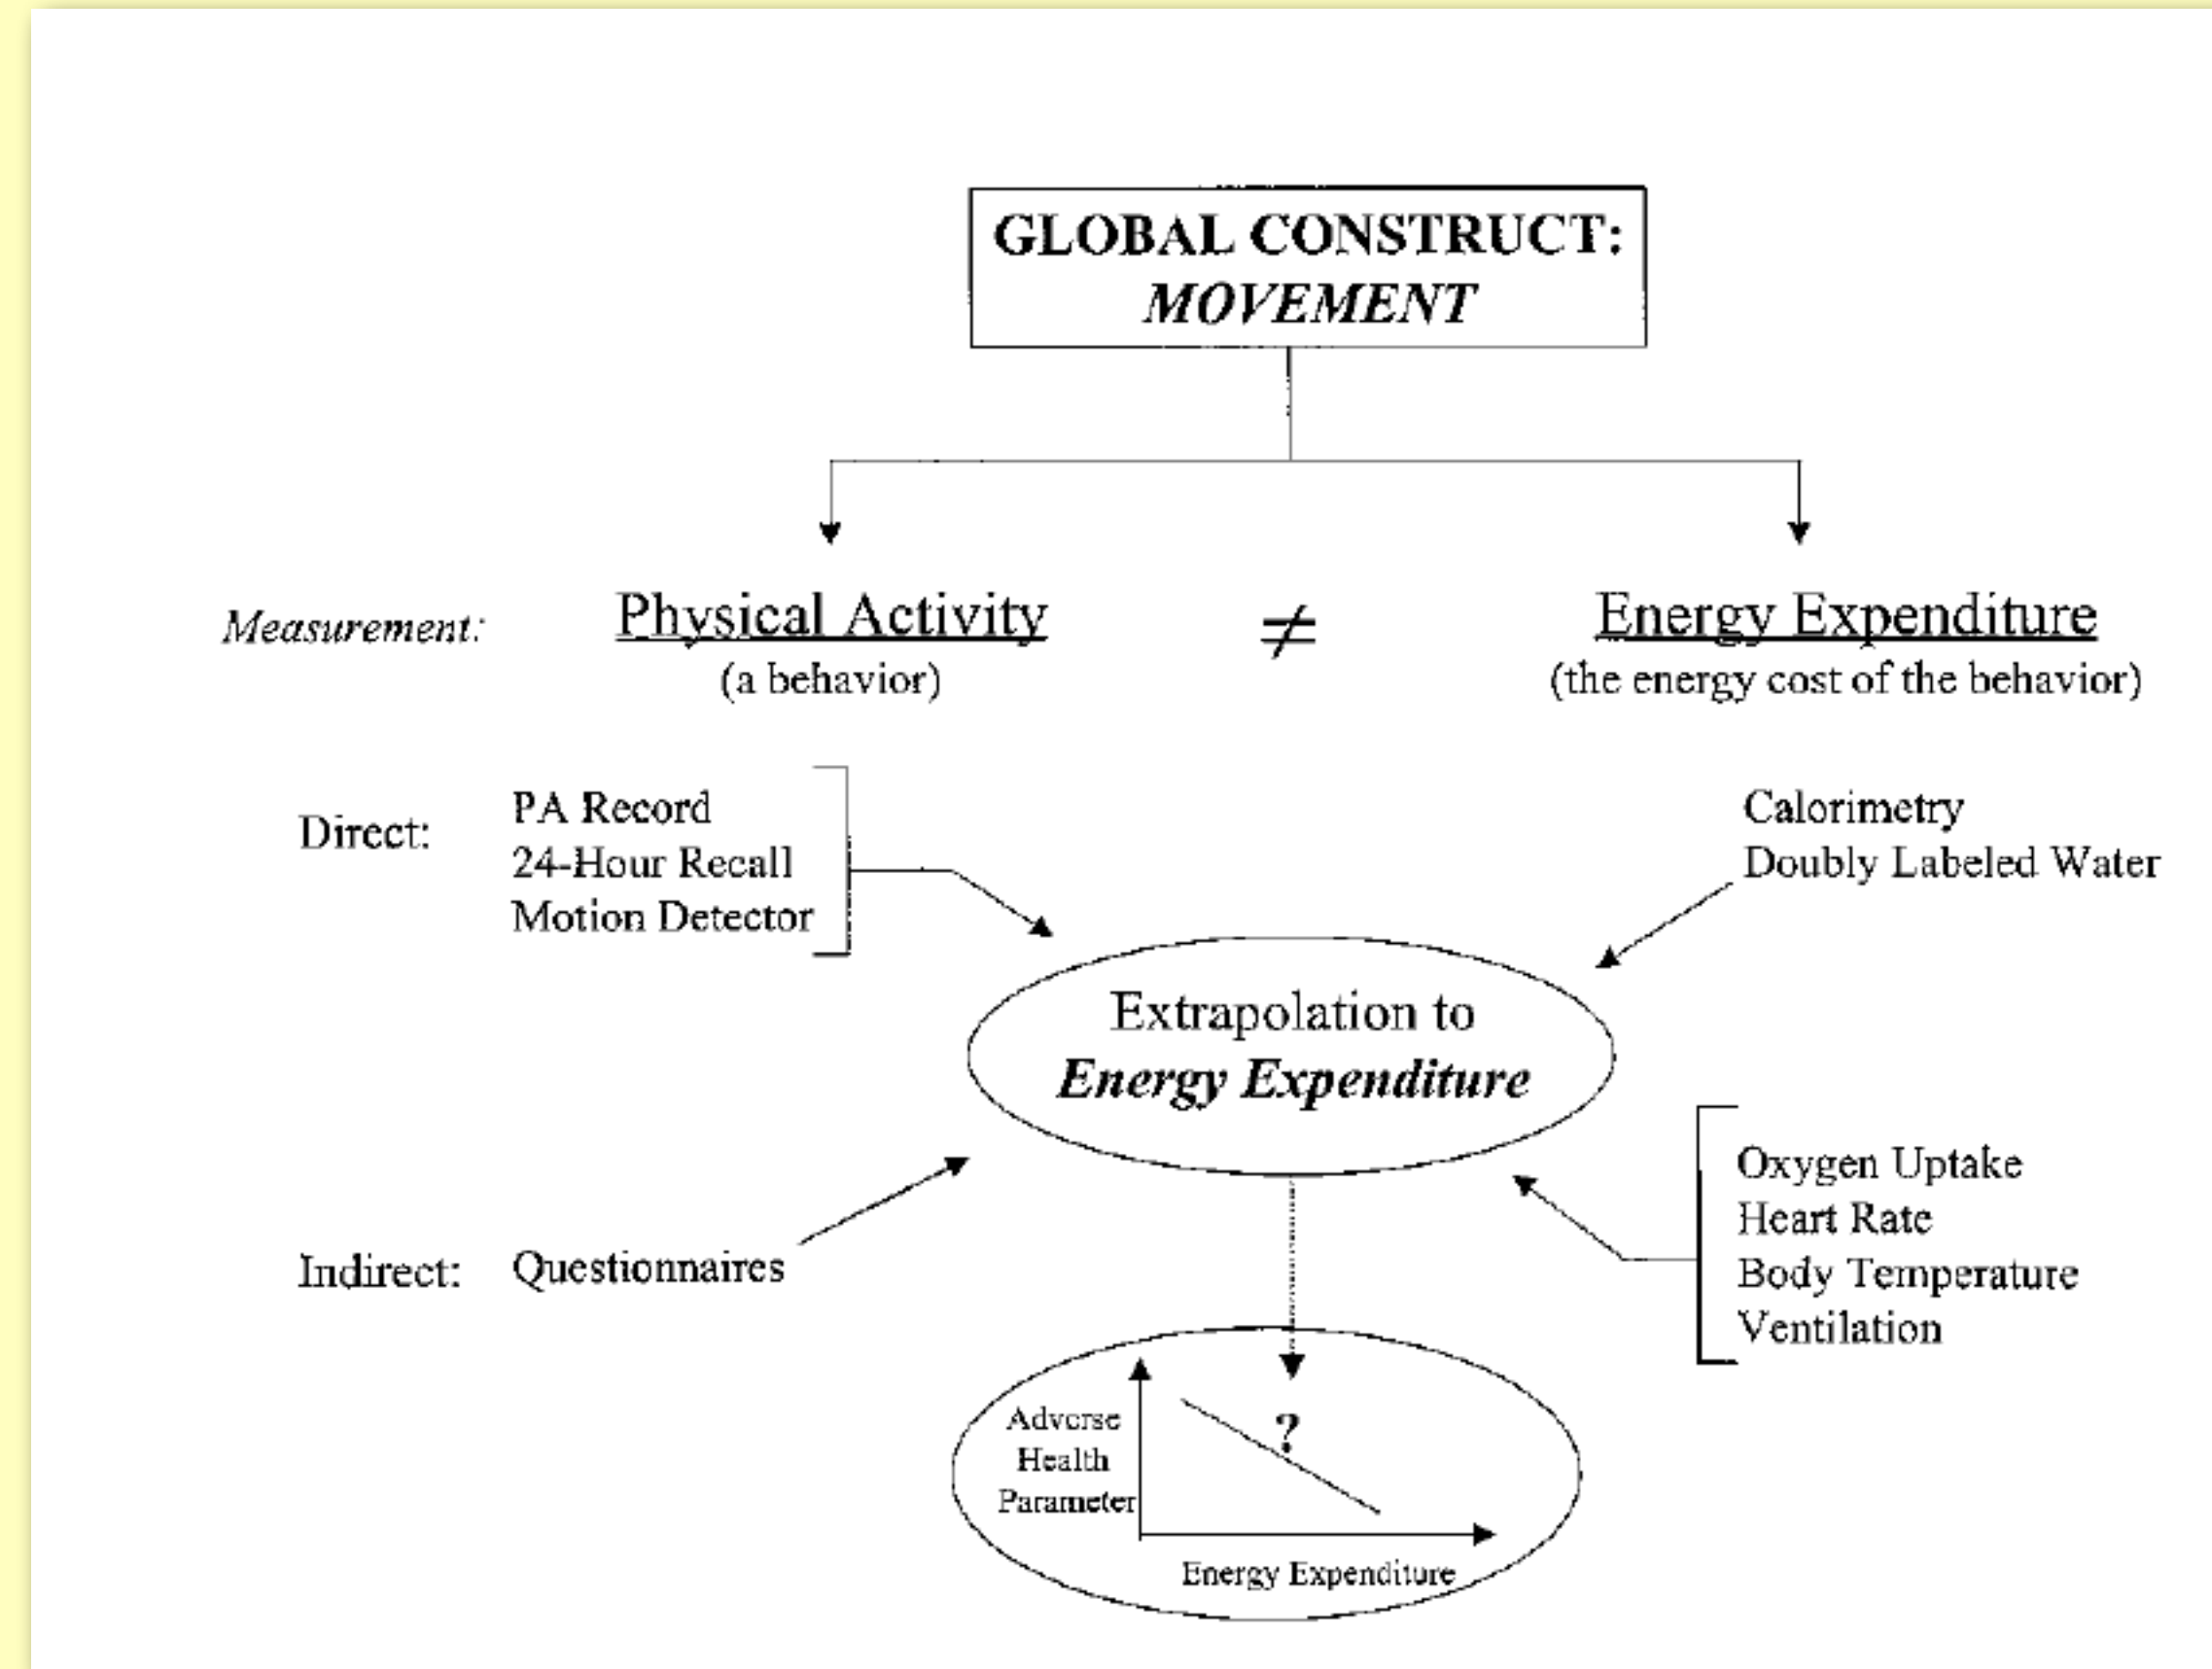 GLOBAL CONSTRUCT:
MOVEMENT
Measurement:
Physical Activity
(a behavior)
≠
Energy Expenditure
(the energy cost of the behavior)
Direct:
PA Record
24-Hour Recall
Motion Detector
Calorimetry
Doubly Labeled Water
Extrapolation to
Energy Expenditure
Indirect:
Questionnaires
Oxygen Uptake
Heart Rate
Body Temperature
Ventilation
Adverse
Health
Parameter
?
Energy Expenditure